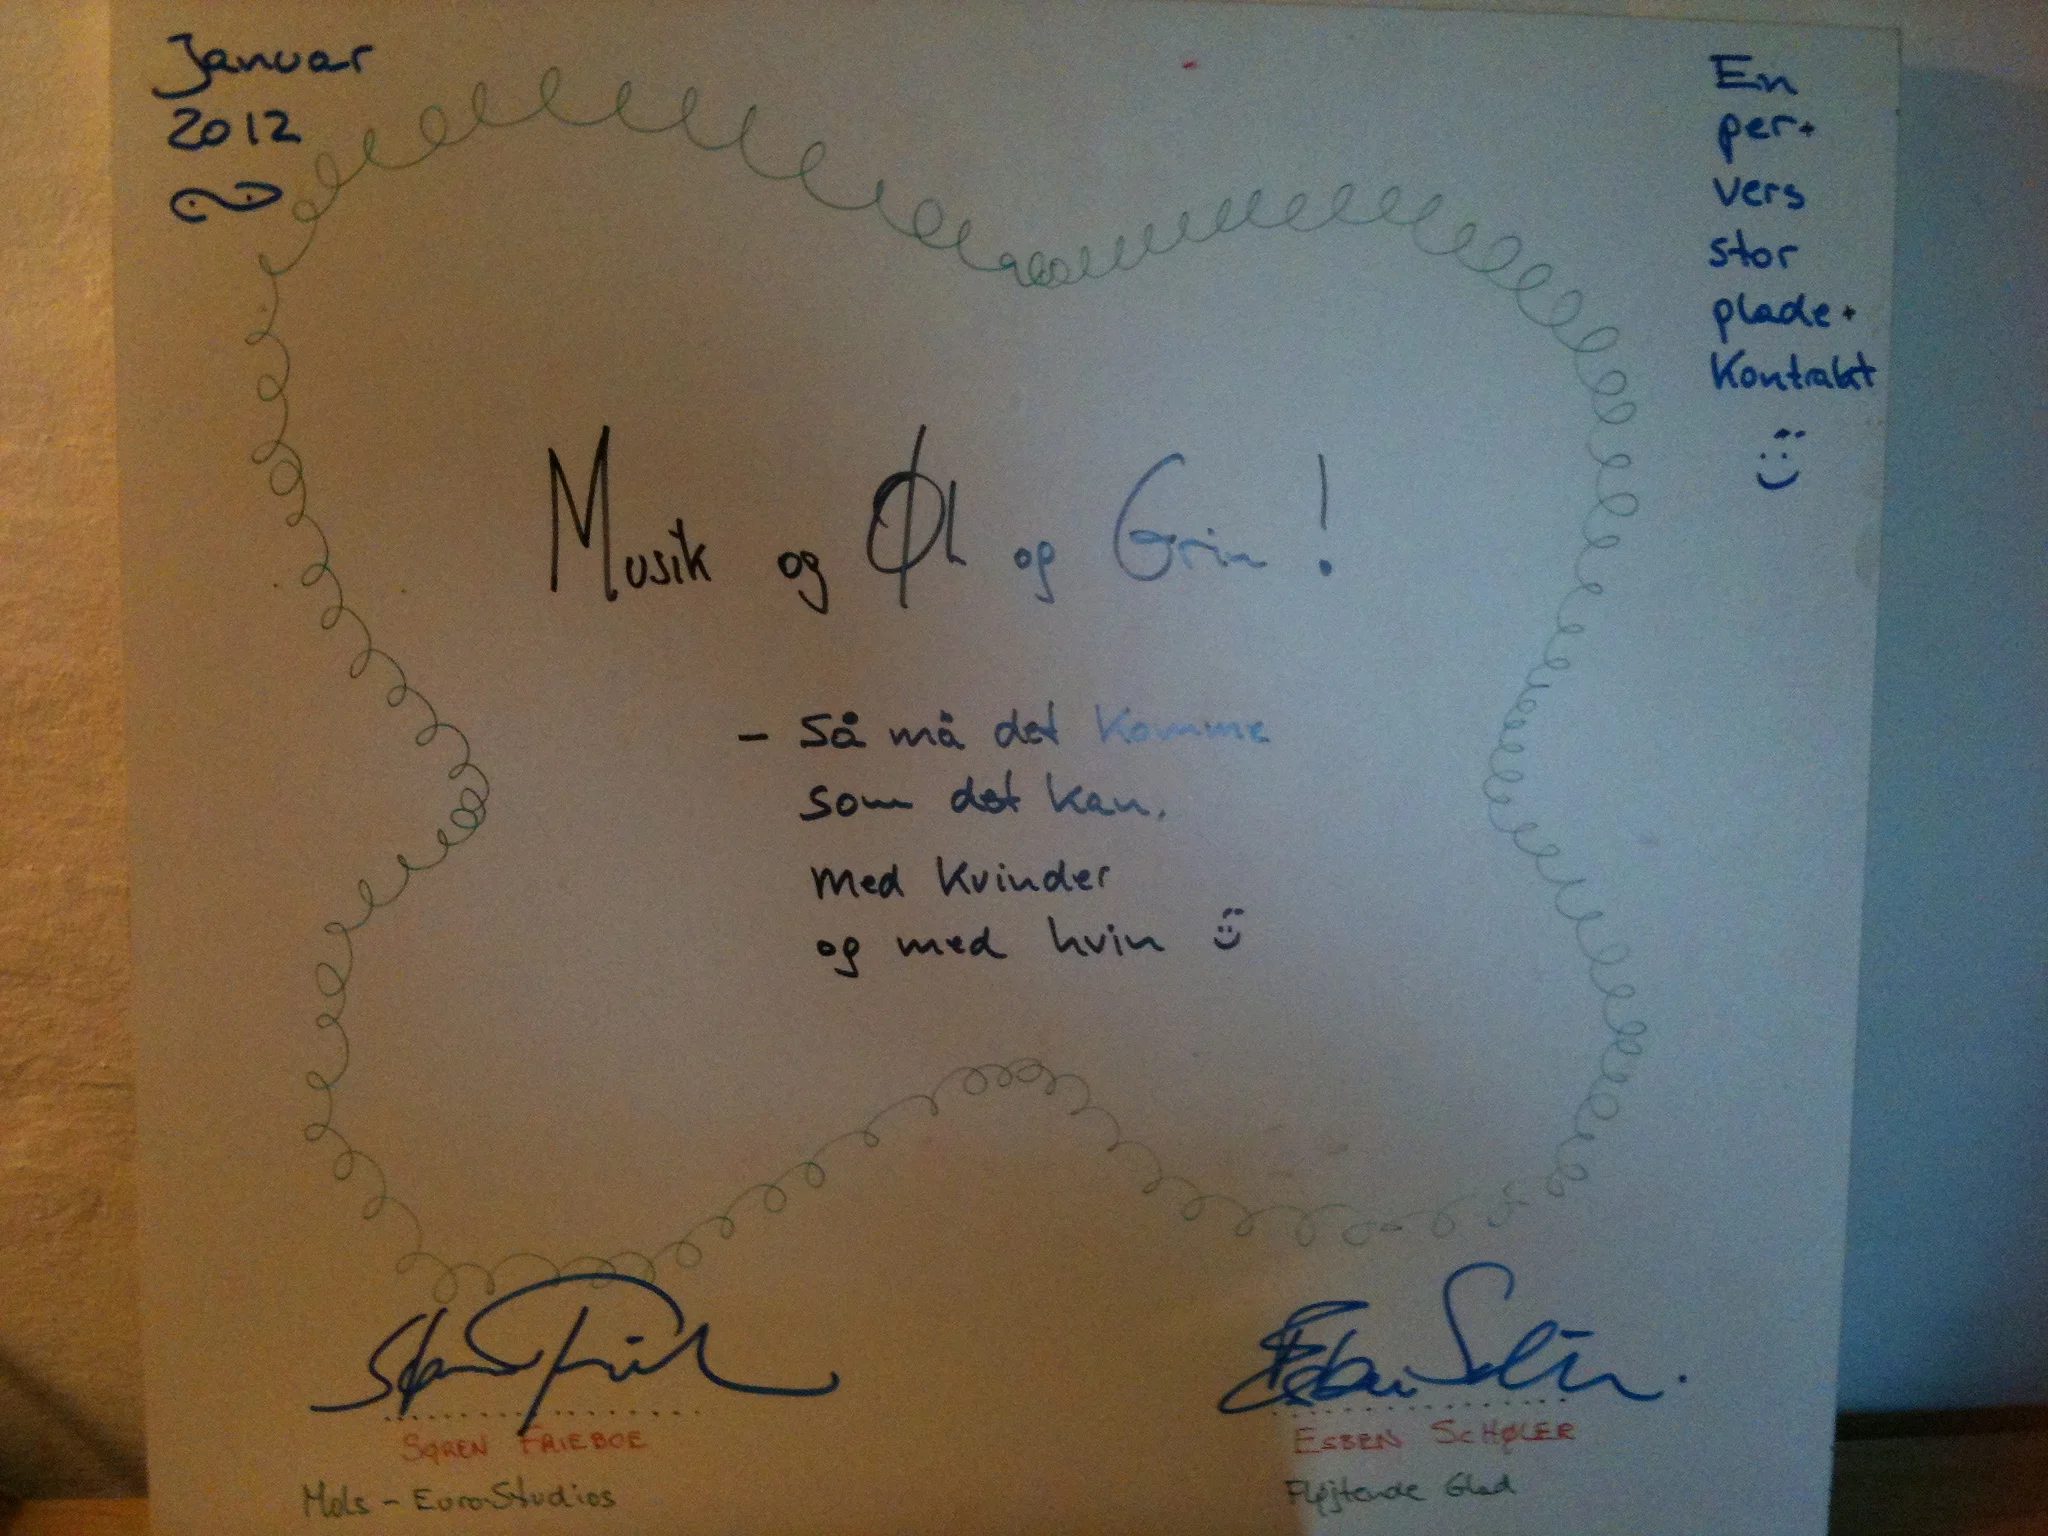 Januar
2012
En
per-
vers
stor
plade-
Kontrakt
Musik og Øl og Grin!
- Så må det komme
som det kan.
Med kvinder
og med hvin
SØREN FRIEBOE
Mols - EuroStudios
ESBEN SCHØLER
Fløjtende Glad